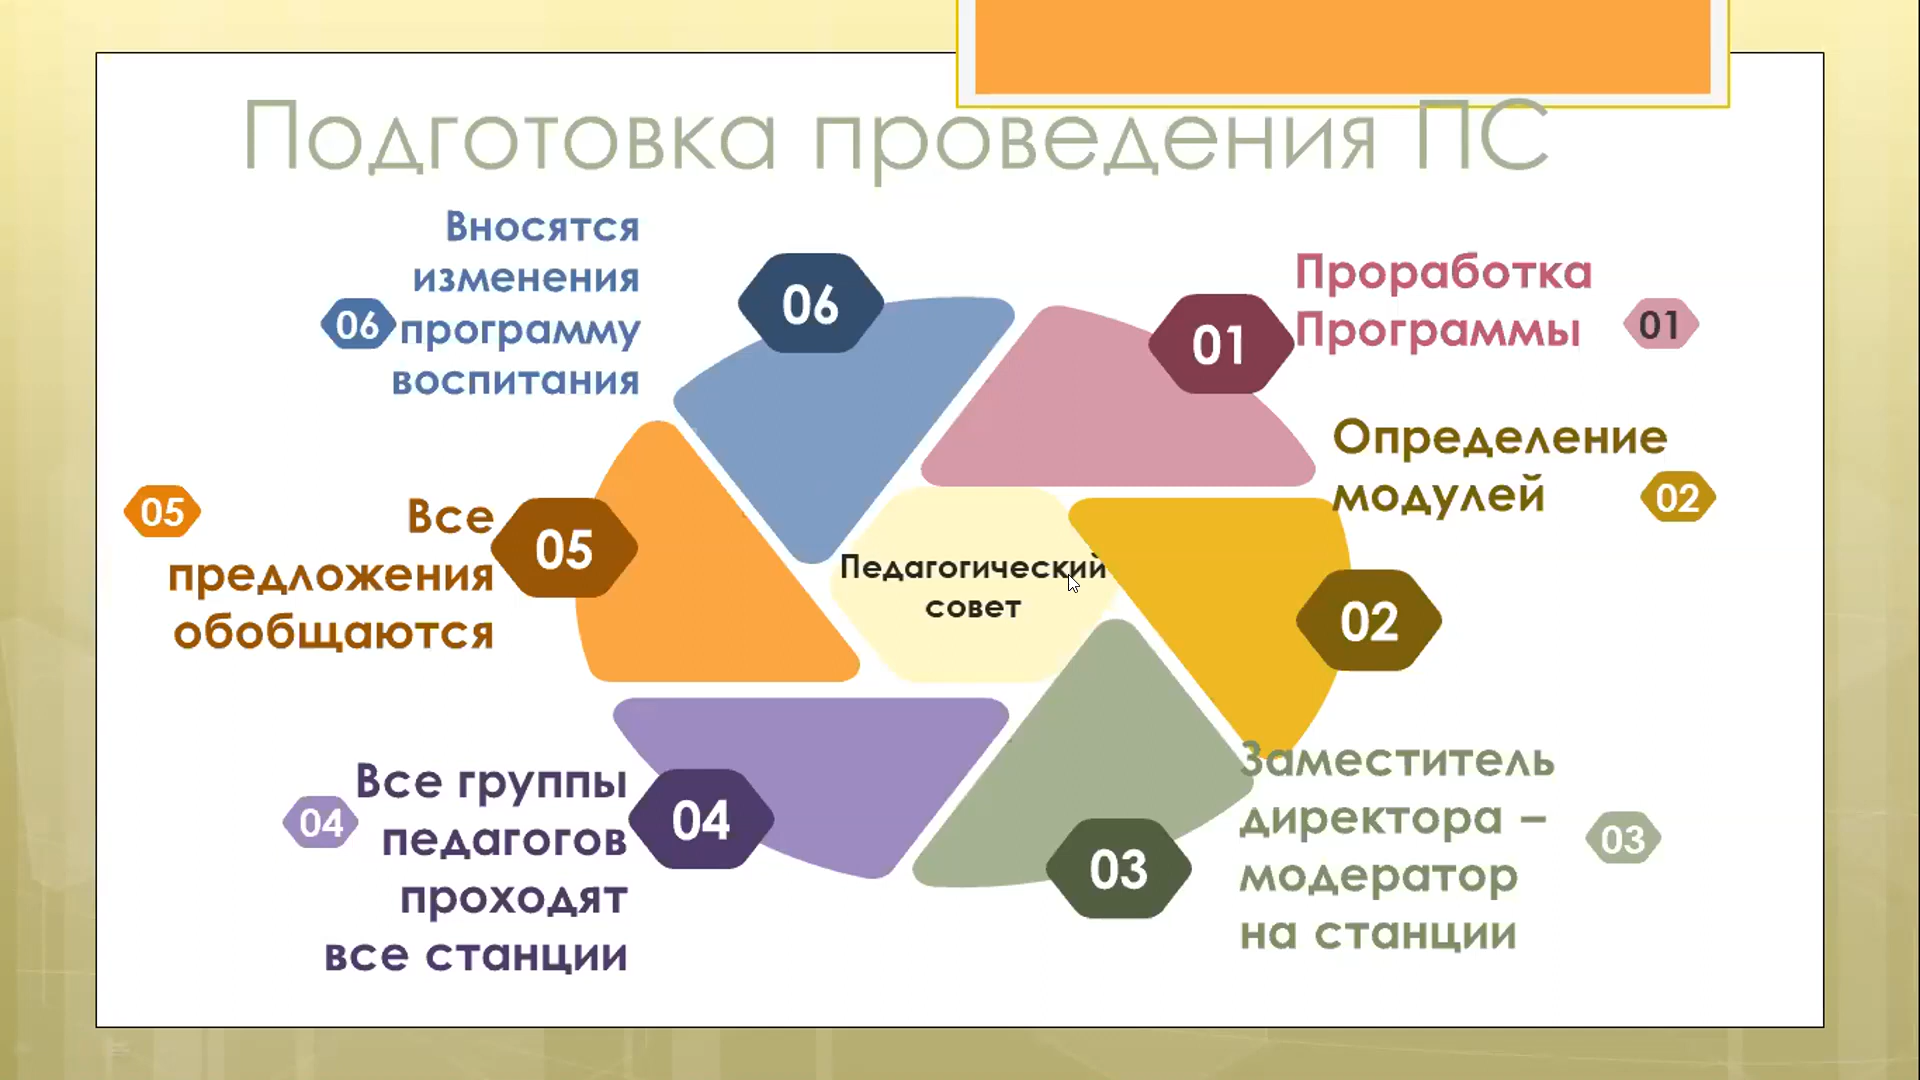 Подготовка проведения ПС
Вносятся
изменения
06 программу
воспитания
06
01
Проработка
Программы
01
Определение
модулей
02
02
05
Все
предложения
обобщаются
05
Педагогический
совет
Все группы
04
педагогов
проходят
все станции
04
03
Заместитель
директора –
модератор
на станции
03